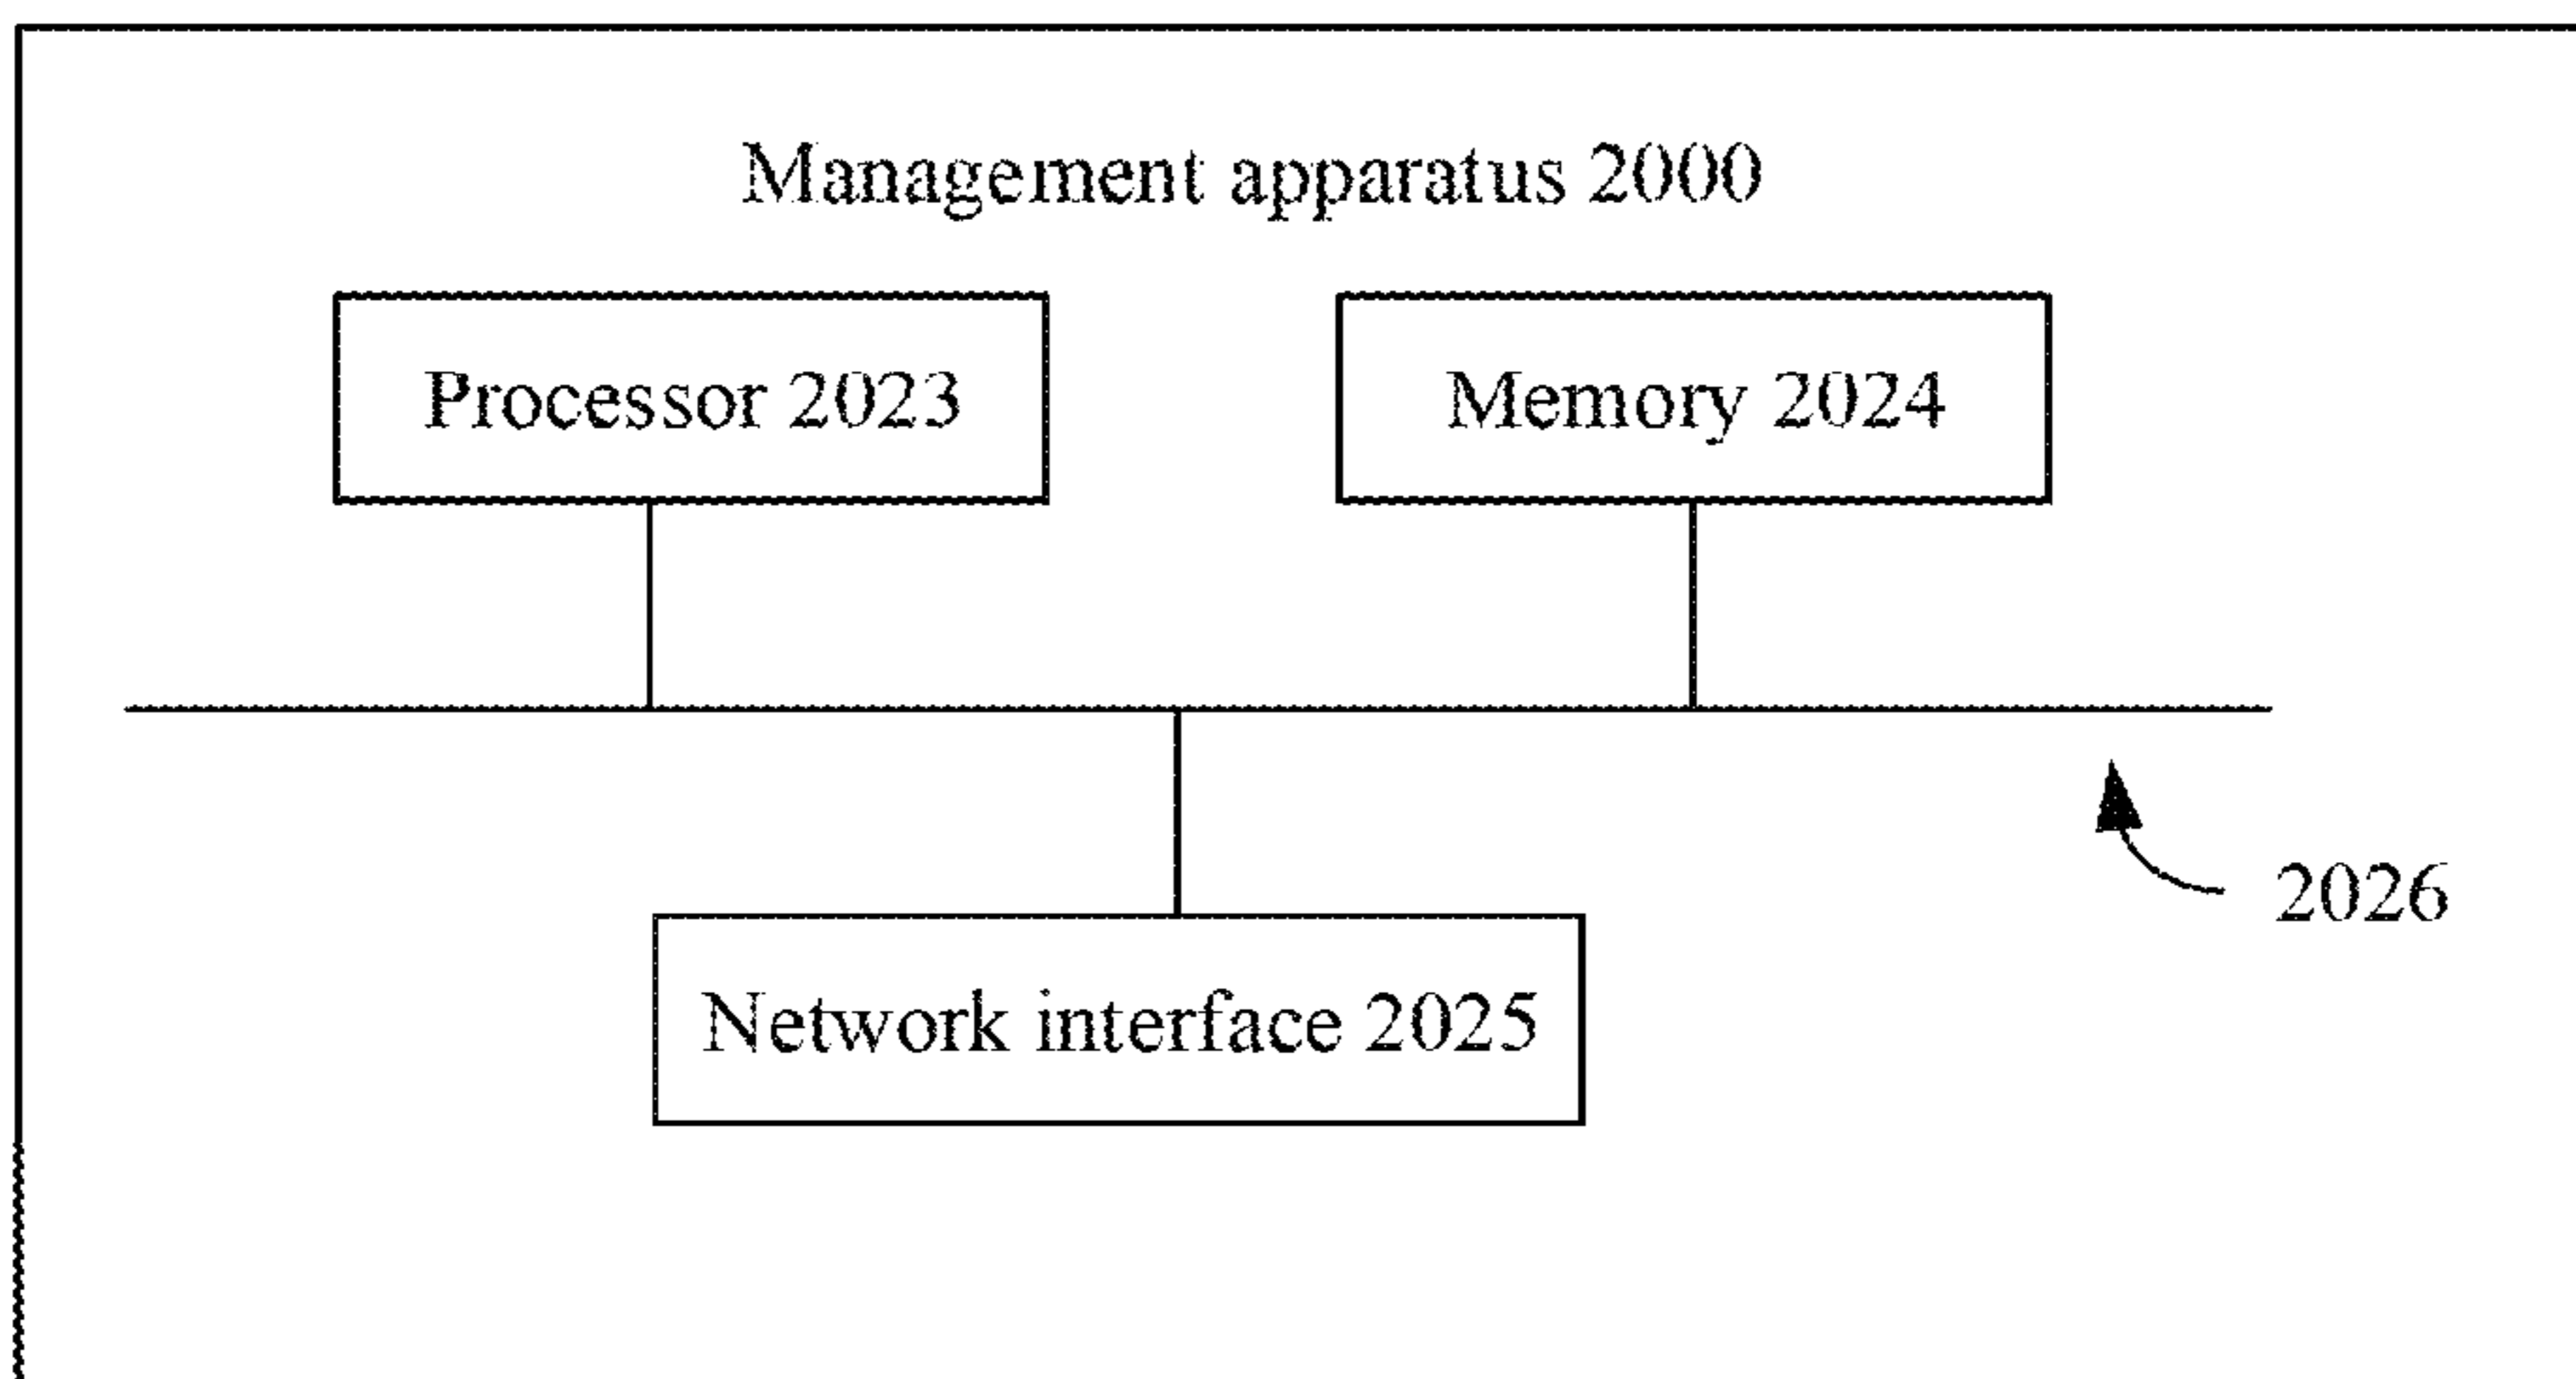 Management apparatus 2000
Processor 2023
Memory 2024
2026
Network interface 2025